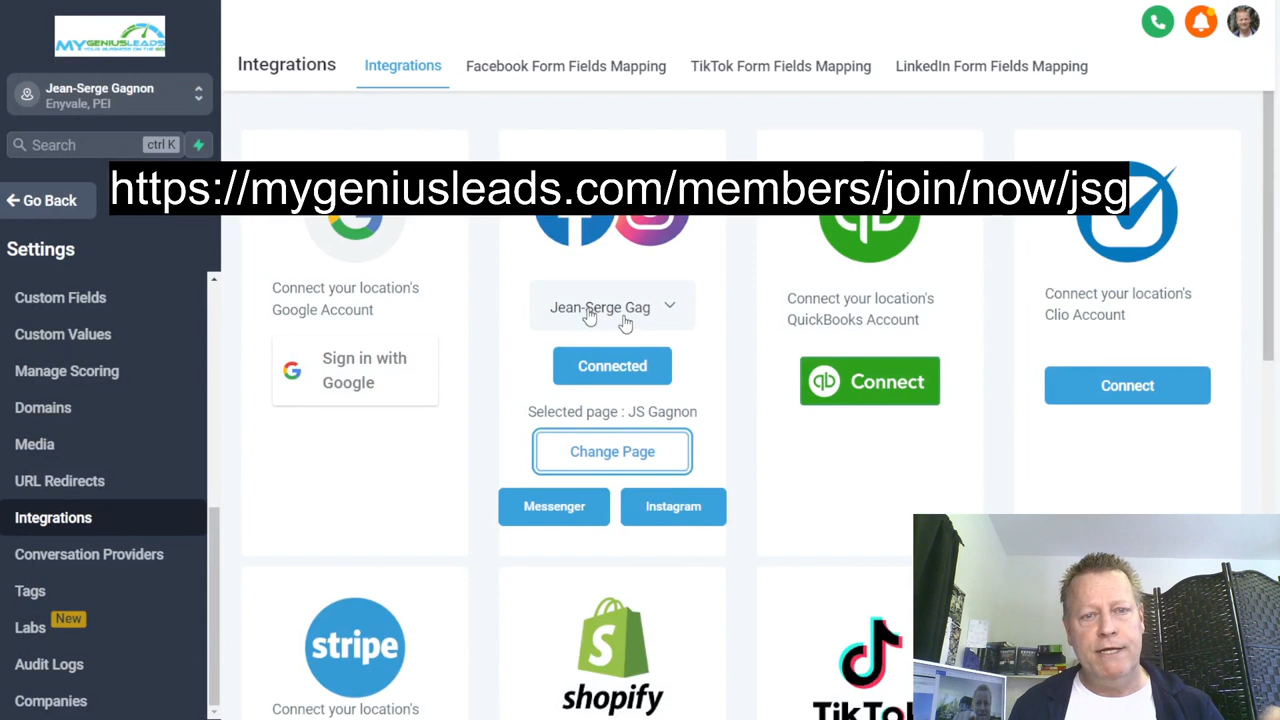 MYGENIUSLEADS
Jean-Serge Gagnon
Enyvale, PEI
Search
ctrl K
Go Back
Settings
Custom Fields
Custom Values
Manage Scoring
Domains
Media
URL Redirects
Integrations
Conversation Providers
Tags
Labs New
Audit Logs
Companies
Integrations
Integrations
Facebook Form Fields Mapping
TikTok Form Fields Mapping
LinkedIn Form Fields Mapping
https://mygeniusleads.com/members/join/now/jsg
Connect your location's
Google Account
Sign in with
Google
Jean-Serge Gag
Connected
Selected page : JS Gagnon
Change Page
Messenger
Instagram
qb
Connect your location's
QuickBooks Account
qb Connect
Connect your location's
Clio Account
Connect
stripe
Connect your location's
shopify
TikTok